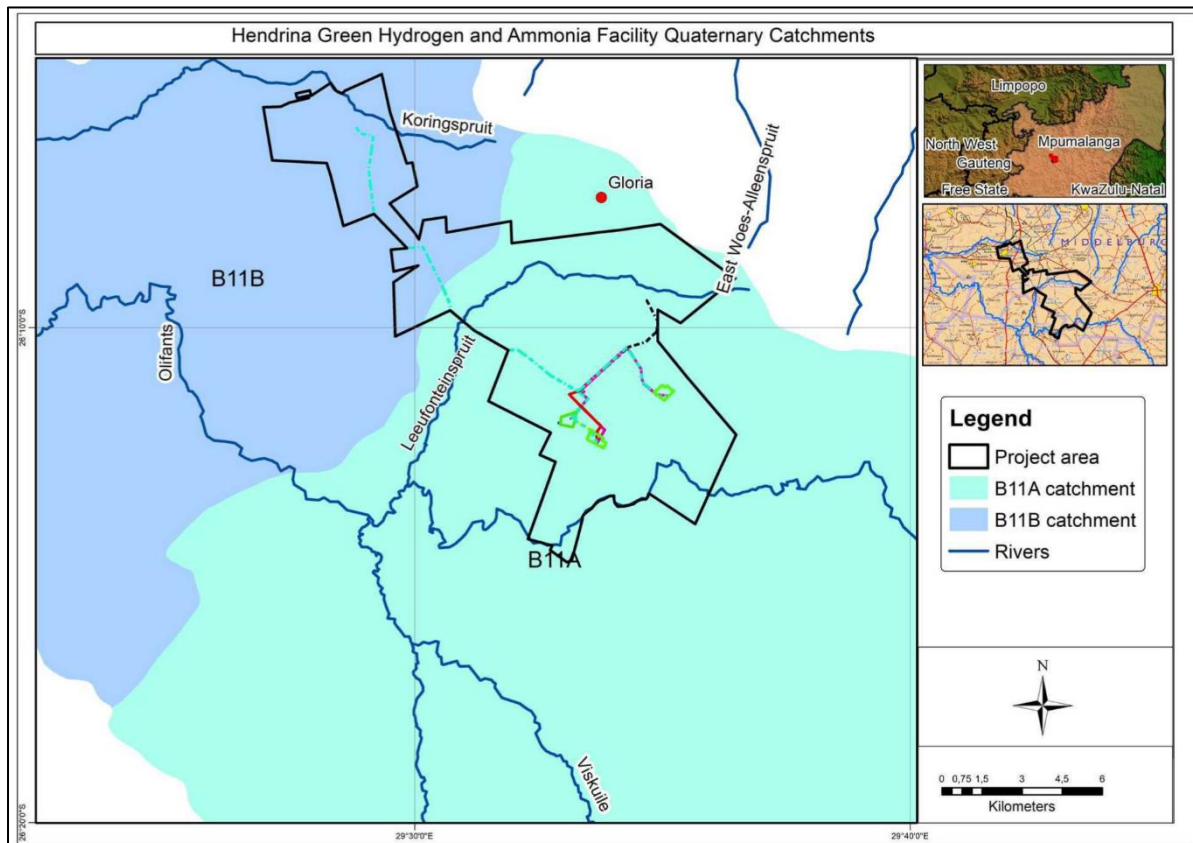 Hendrina Green Hydrogen and Ammonia Facility Quaternary Catchments
Koringspruit
Gloria
East Woes-Alleenspruit
B11B
Olifants
Leeufonteinspruit
B11A
Viskuile
26°10'0"S
26°20'0"S
29°30'0"E
29°40'0"E
Limpopo
North West
Mpumalanga
Gauteng
Free State
KwaZulu-Natal
MIDDELBURG
Legend
Project area
B11A catchment
B11B catchment
Rivers
N
0 0,75 1,5 3 4,5 6
Kilometers